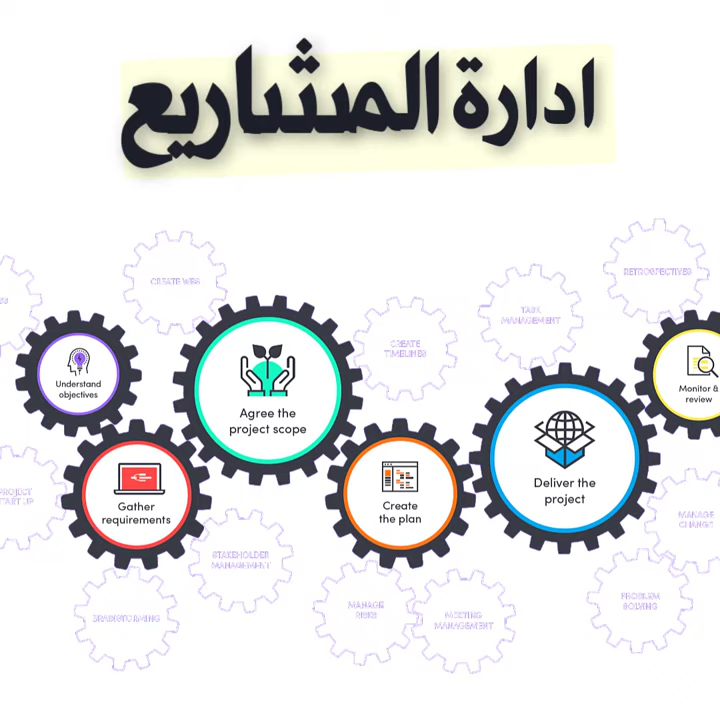 ادارة المشاريع
RETROSPECTIVES
CREATE WBS
TASK
MANAGEMENT
CREATE
TIMELINES
Understand
objectives
Agree the
project scope
Monitor &
review
Gather
requirements
Create
the plan
Deliver the
project
PROJECT
START UP
MANAGE
CHANGE
STAKEHOLDER
MANAGEMENT
BRAINSTORMING
MANAGE
RISKS
MEETING
MANAGEMENT
PROBLEM
SOLVING